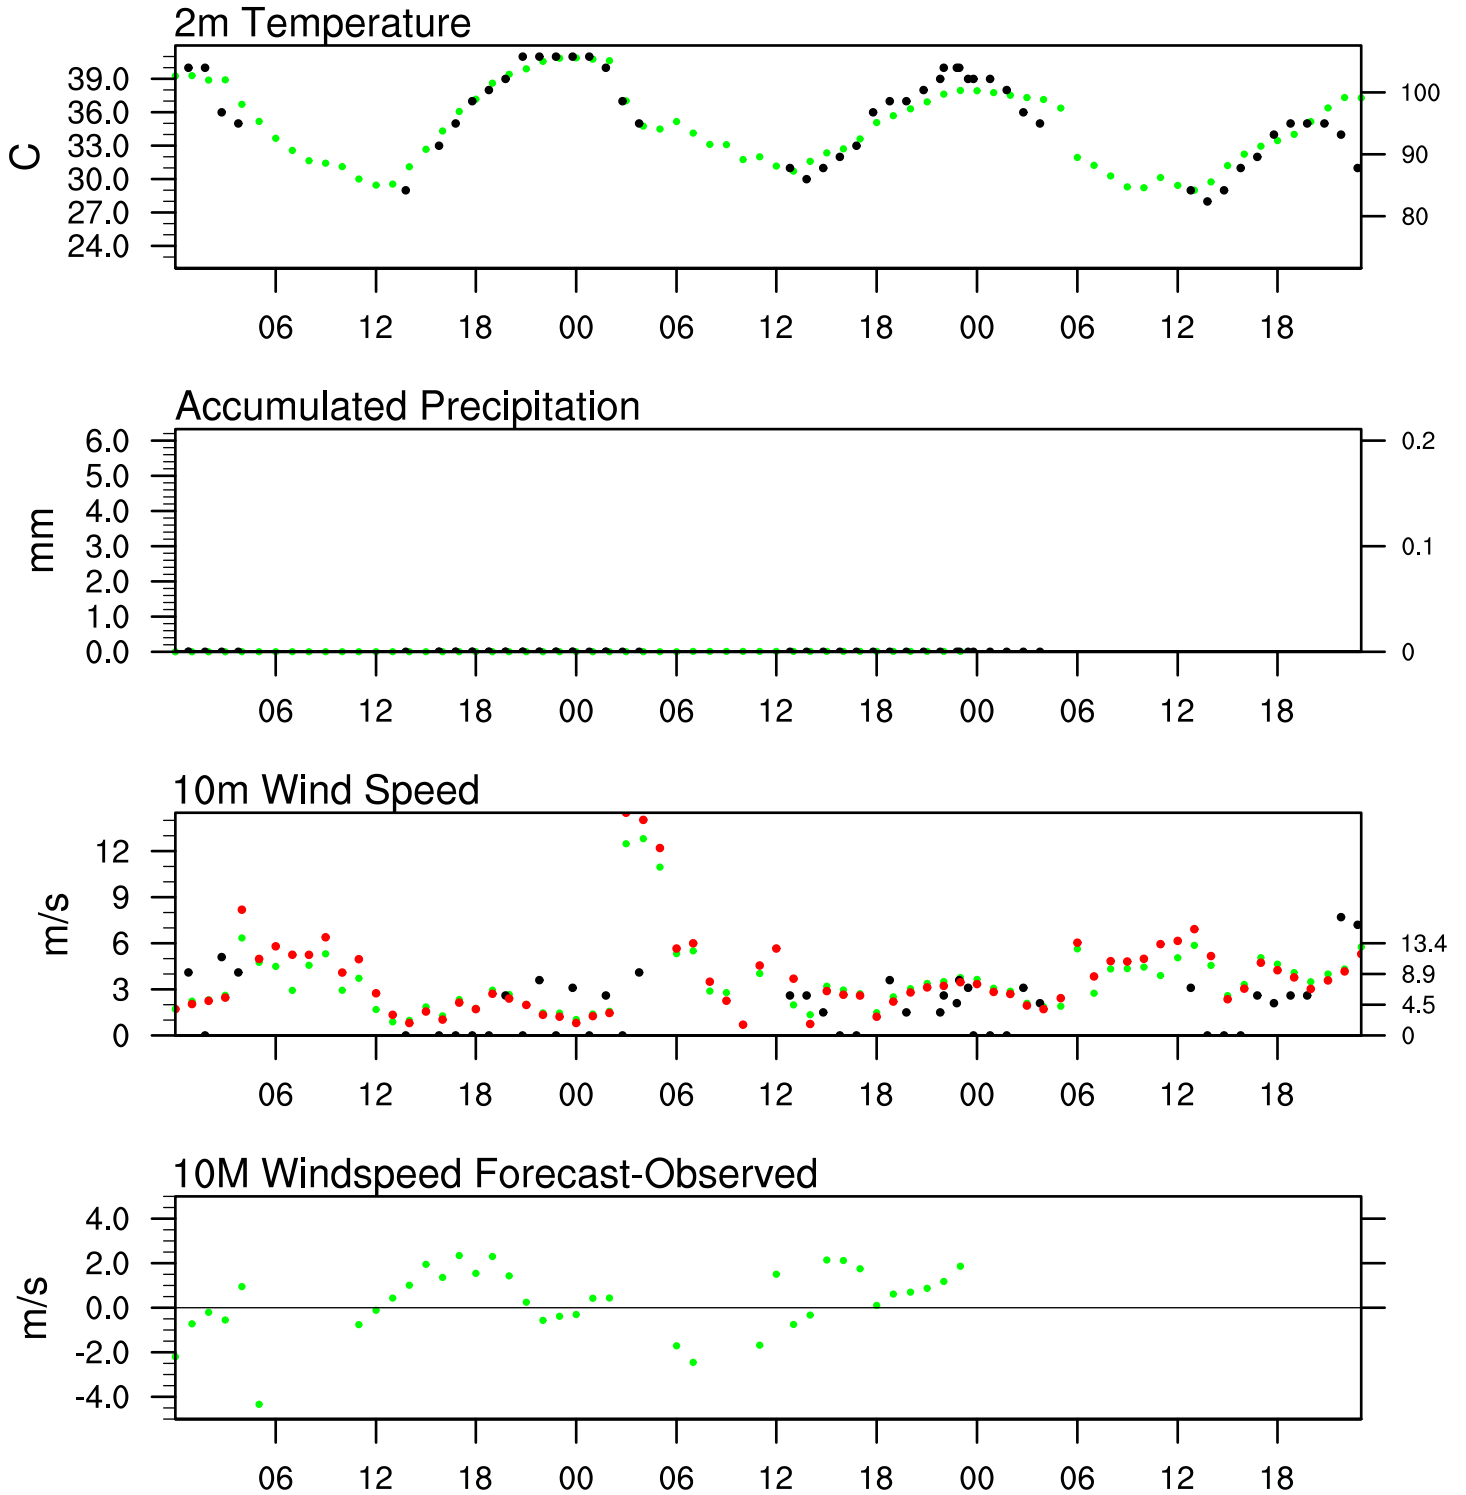 2m Temperature
39.0
36.0
33.0
30.0
27.0
24.0
C
100
90
80
06 12 18 00 06 12 18 00 06 12 18
Accumulated Precipitation
6.0
5.0
4.0
3.0
2.0
1.0
0.0
mm
0.2
0.1
0
06 12 18 00 06 12 18 00 06 12 18
10m Wind Speed
12
9
6
3
0
m/s
13.4
8.9
4.5
0
06 12 18 00 06 12 18 00 06 12 18
10M Windspeed Forecast-Observed
4.0
2.0
0.0
-2.0
-4.0
m/s
06 12 18 00 06 12 18 00 06 12 18